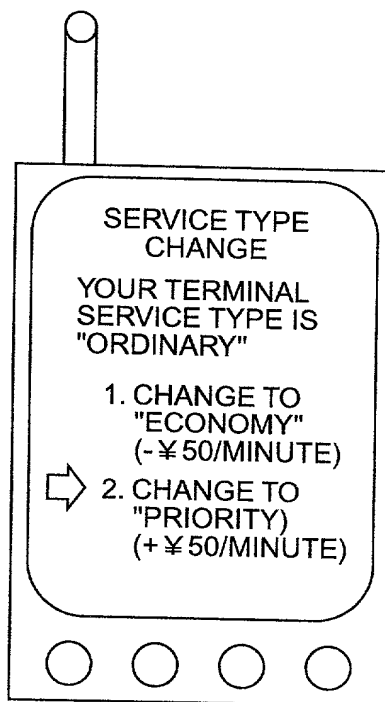 SERVICE TYPE
CHANGE
YOUR TERMINAL
SERVICE TYPE IS
"ORDINARY"
1. CHANGE TO
"ECONOMY"
(-¥50/MINUTE)
2. CHANGE TO
"PRIORITY)
(+¥50/MINUTE)